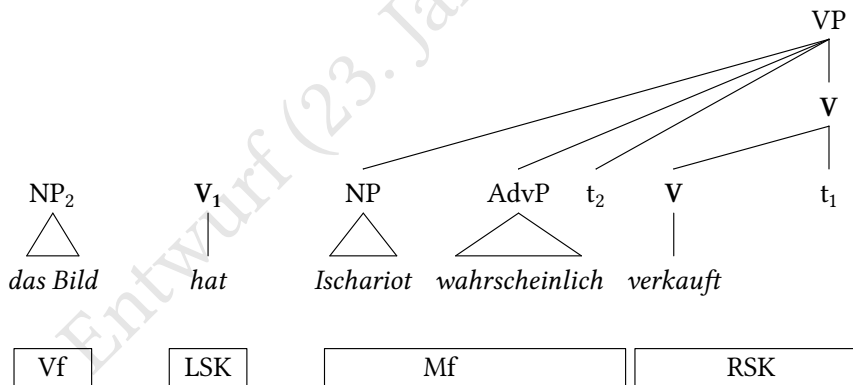 VP
V
NP₂ V₁ NP AdvP t₂ V t₁
das Bild hat Ischariot wahrscheinlich verkauft
Vf LSK Mf RSK
Entwurf (23. Ja